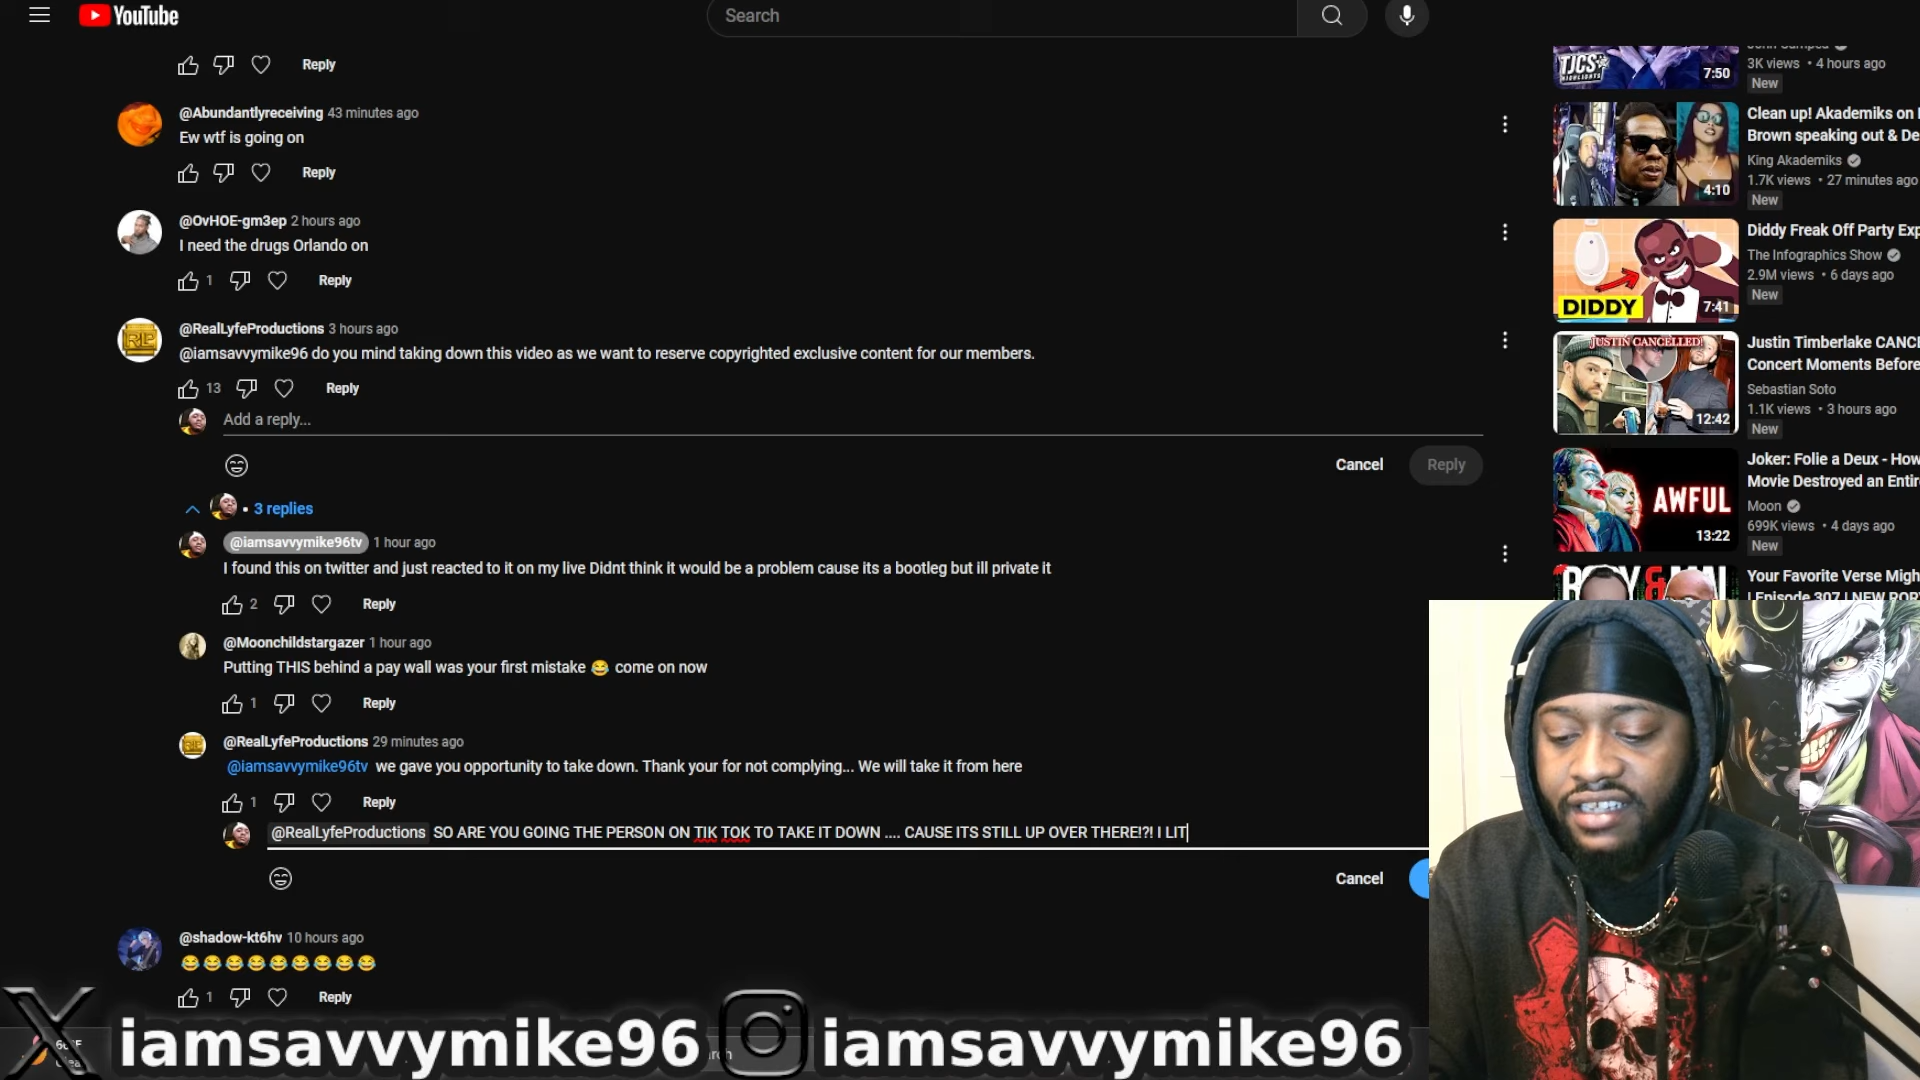 YouTube
Search
Reply
@Abundantlyreceiving 43 minutes ago
Ew wtf is going on
Reply
@OvHOE-gm3ep 2 hours ago
I need the drugs Orlando on
1 Reply
@RealLyfeProductions 3 hours ago
@iamsavvymike96 do you mind taking down this video as we want to reserve copyrighted exclusive content for our members.
13 Reply
Add a reply...
Cancel Reply
• 3 replies
@iamsavvymike96tv 1 hour ago
I found this on twitter and just reacted to it on my live Didnt think it would be a problem cause its a bootleg but ill private it
2 Reply
@Moonchildstargazer 1 hour ago
Putting THIS behind a pay wall was your first mistake 😂 come on now
1 Reply
@RealLyfeProductions 29 minutes ago
@iamsavvymike96tv we gave you opportunity to take down. Thank your for not complying... We will take it from here
1 Reply
@RealLyfeProductions SO ARE YOU GOING THE PERSON ON TIK TOK TO TAKE IT DOWN .... CAUSE ITS STILL UP OVER THERE!?! I LIT
Cancel
@shadow-kt6hv 10 hours ago
😂😂😂😂😂😂😂😂😂
1 Reply
iamsavvymike96 iamsavvymike96
TJCS
HIGHLIGHTS
7:50
3K views • 4 hours ago
New
4:10
Clean up! Akademiks on
Brown speaking out & De
King Akademiks
1.7K views • 27 minutes ago
New
DIDDY
7:41
Diddy Freak Off Party Exp
The Infographics Show
2.9M views • 6 days ago
New
JUSTIN CANCELLED!
12:42
Justin Timberlake CANCE
Concert Moments Before
Sebastian Soto
1.1K views • 3 hours ago
New
AWFUL
13:22
Joker: Folie a Deux - How
Movie Destroyed an Entir
Moon
699K views • 4 days ago
New
Your Favorite Verse Migh
| Episode 307 | NEW RORY